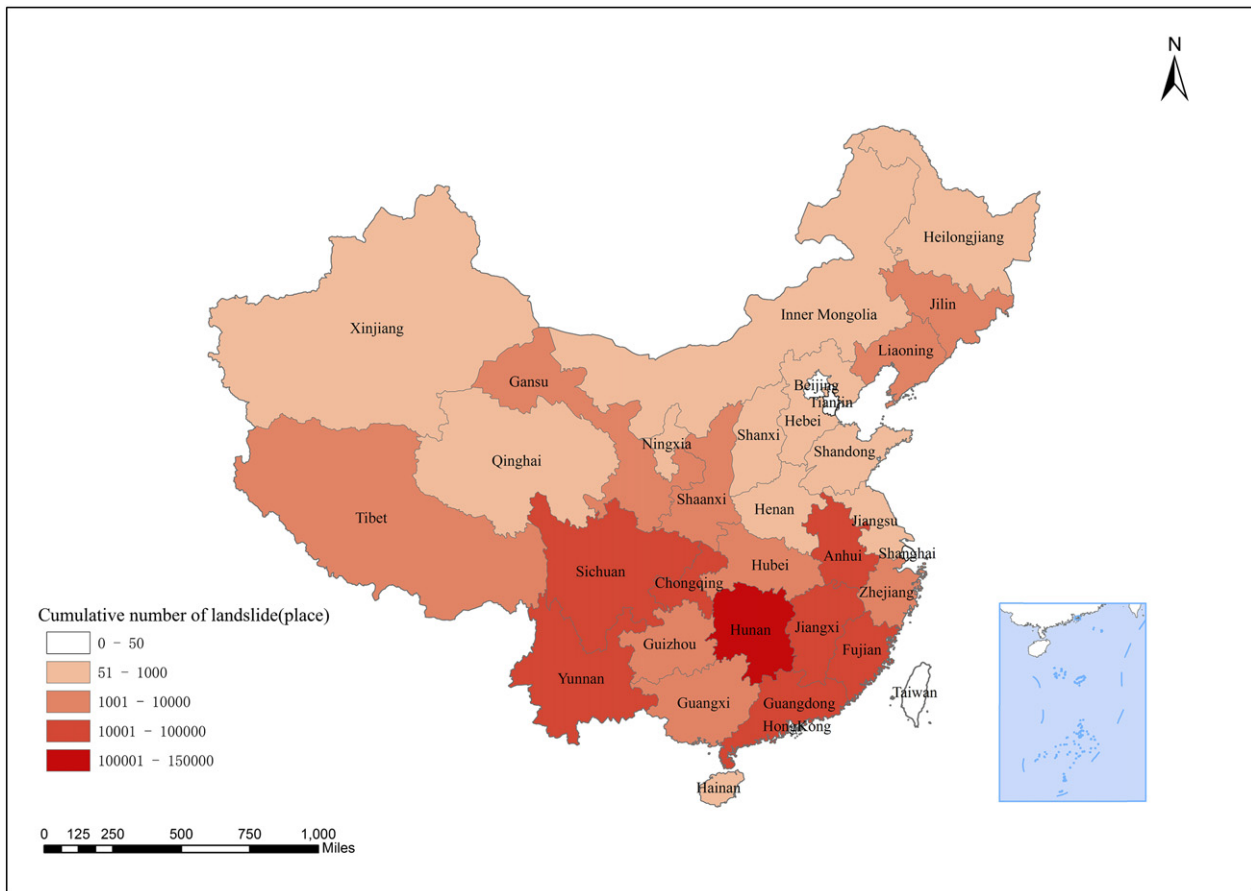 N
Heilongjiang
Jilin
Inner Mongolia
Xinjiang
Liaoning
Gansu
Beijing
Tianjin
Hebei
Shanxi
Ningxia
Shandong
Qinghai
Shaanxi
Henan
Tibet
Jiangsu
Shanghai
Anhui
Hubei
Sichuan
Chongqing
Zhejiang
Cumulative number of landslide(place)
0 - 50
51 - 1000
1001 - 10000
10001 - 100000
100001 - 150000
Hunan
Jiangxi
Guizhou
Fujian
Yunnan
Taiwan
Guangxi
Guangdong
HongKong
Hainan
0 125 250 500 750 1,000
Miles